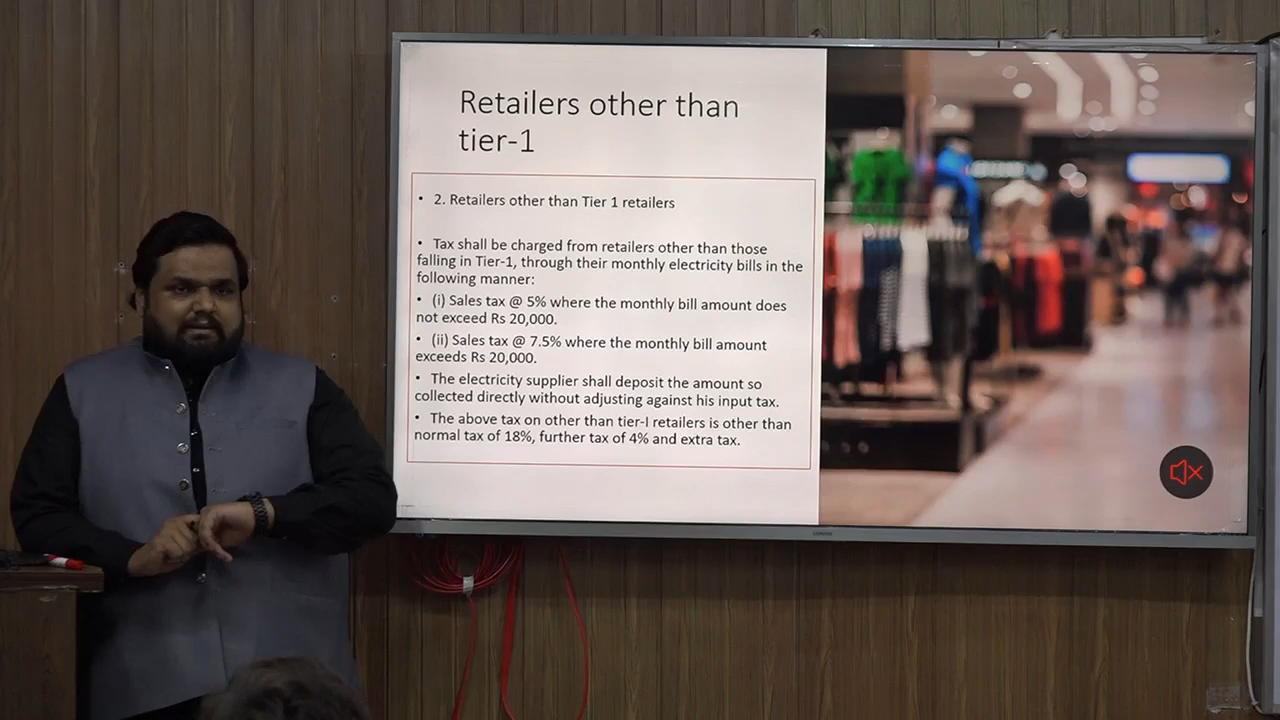 Retailers other than
tier-1
• 2. Retailers other than Tier 1 retailers
• Tax shall be charged from retailers other than those
falling in Tier-1, through their monthly electricity bills in the
following manner:
• (i) Sales tax @ 5% where the monthly bill amount does
not exceed Rs 20,000.
• (ii) Sales tax @ 7.5% where the monthly bill amount
exceeds Rs 20,000.
• The electricity supplier shall deposit the amount so
collected directly without adjusting against his input tax.
• The above tax on other than tier-I retailers is other than
normal tax of 18%, further tax of 4% and extra tax.